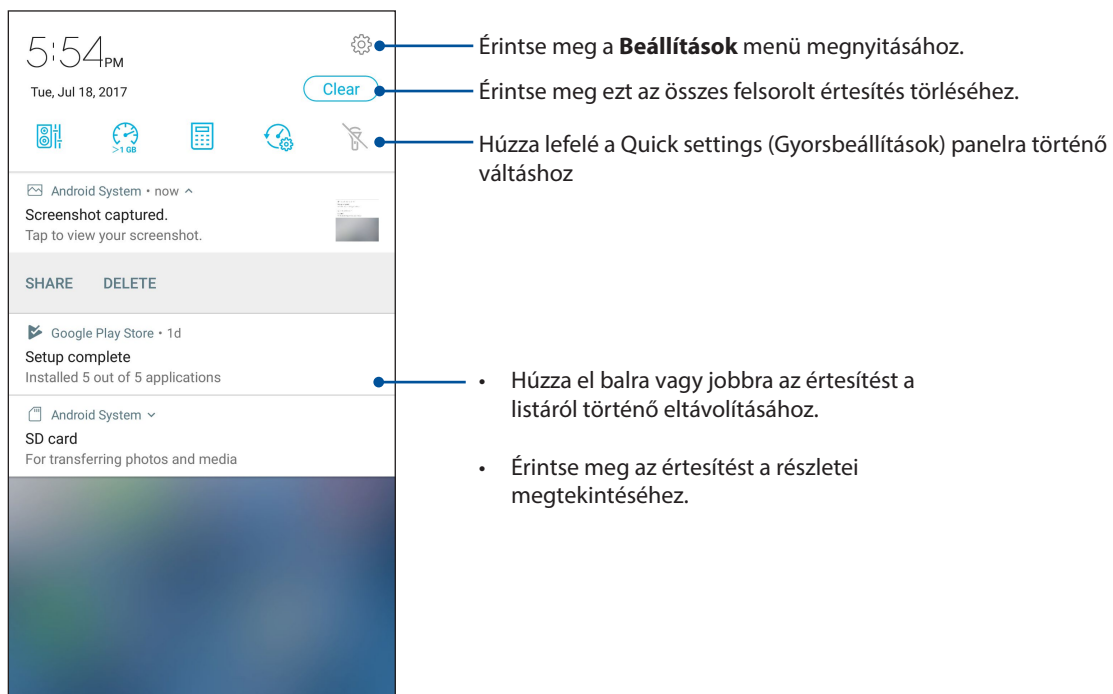 5:54PM
Tue, Jul 18, 2017
Clear
>1 GB
Android System • now
Screenshot captured.
Tap to view your screenshot.
SHARE DELETE
Google Play Store • 1d
Setup complete
Installed 5 out of 5 applications
Android System
SD card
For transferring photos and media
Érintse meg a Beállítások menü megnyitásához.
Érintse meg ezt az összes felsorolt értesítés törléséhez.
Húzza lefelé a Quick settings (Gyorsbeállítások) panelra történő
váltáshoz
• Húzza el balra vagy jobbra az értesítést a
listáról történő eltávolításához.
• Érintse meg az értesítést a részletei
megtekintéséhez.